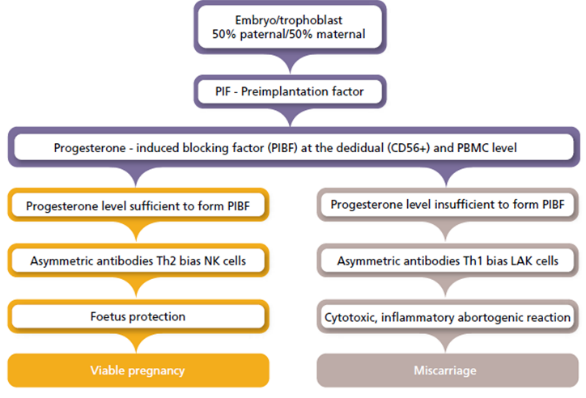 Embryo/trophoblast
50% paternal/50% maternal
PIF - Preimplantation factor
Progesterone - induced blocking factor (PIBF) at the dedidual (CD56+) and PBMC level
Progesterone level sufficient to form PIBF
Progesterone level insufficient to form PIBF
Asymmetric antibodies Th2 bias NK cells
Asymmetric antibodies Th1 bias LAK cells
Foetus protection
Cytotoxic, inflammatory abortogenic reaction
Viable pregnancy
Miscarriage